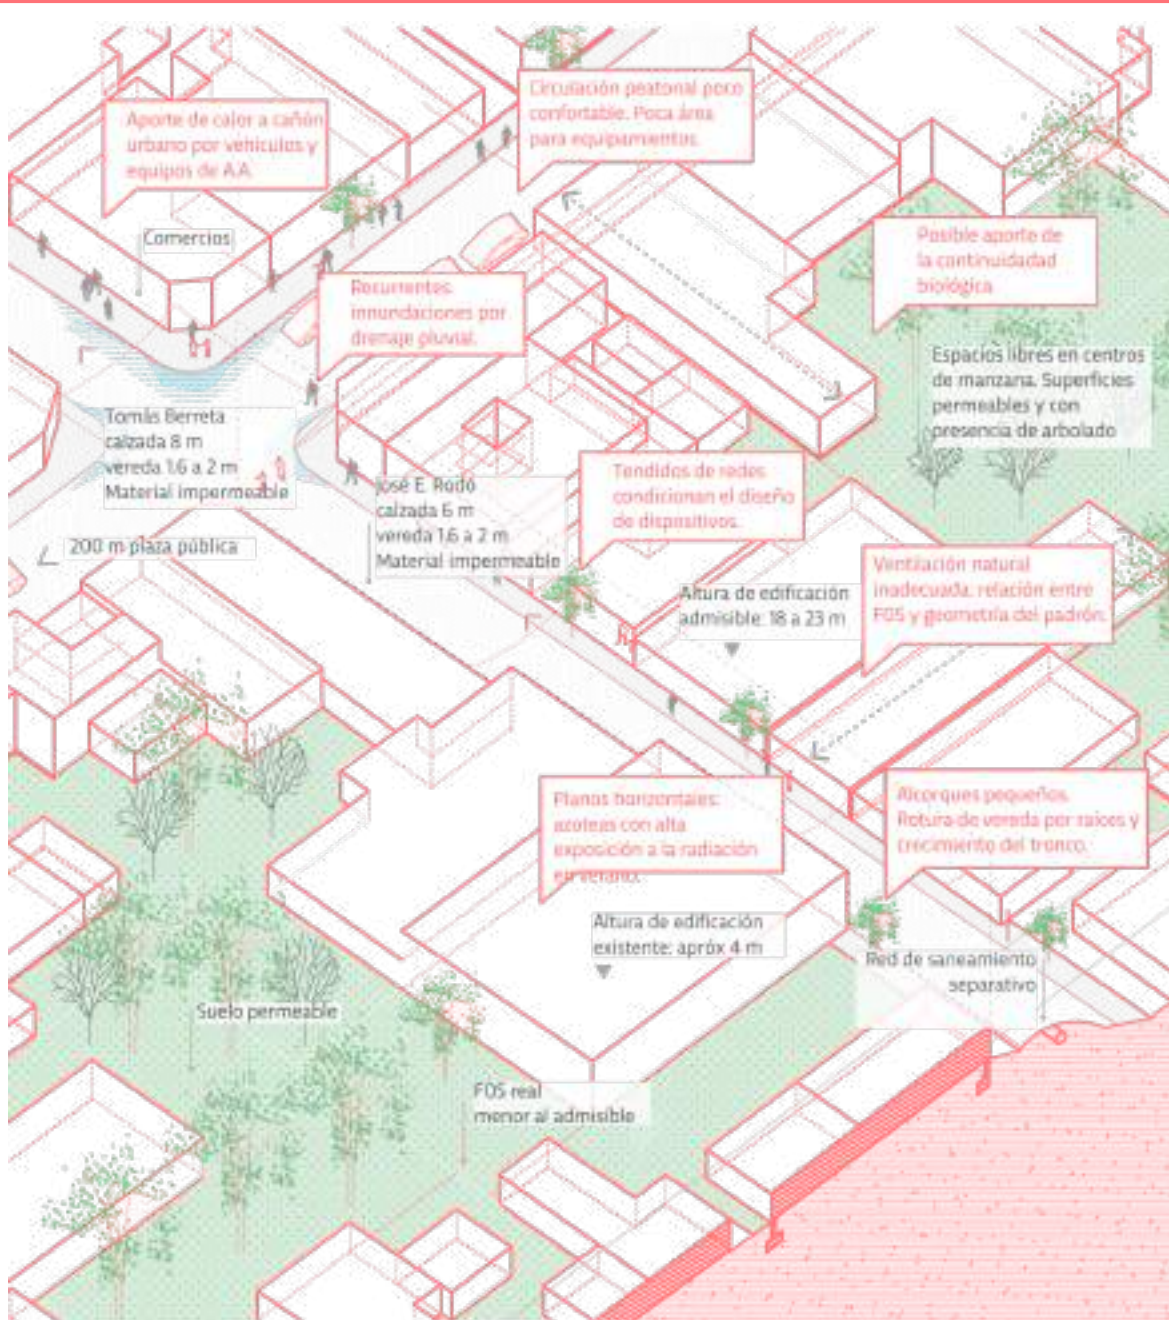 Circulación peatonal poco
confortable. Poca área
para equipamientos.
Aporte de calor a cañón
urbano por vehículos y
equipos de A.A.
Comercios
Posible aporte de
la continuidadad
biológica
Recurrentes
innundaciones por
drenaje pluvial.
Espacios libres en centros
de manzana. Superficies
permeables y con
presencia de arbolado
Tomás Berreta
calzada 8 m
vereda 1.6 a 2 m
Material impermeable
José E. Rodó
calzada 6 m
vereda 1.6 a 2 m
Material impermeable
Tendidos de redes
condicionan el diseño
de dispositivos.
200 m plaza pública
Ventilación natural
inadecuada, relación entre
FOS y geometría del padrón.
Altura de edificación
admisible: 18 a 23 m
Planos horizontales:
azoteas con alta
exposición a la radiación
en verano.
Alcorques pequeños.
Rotura de vereda por raíces y
crecimiento del tronco.
Altura de edificación
existente: apróx 4 m
Red de saneamiento
separativo
Suelo permeable
FOS real
menor al admisible